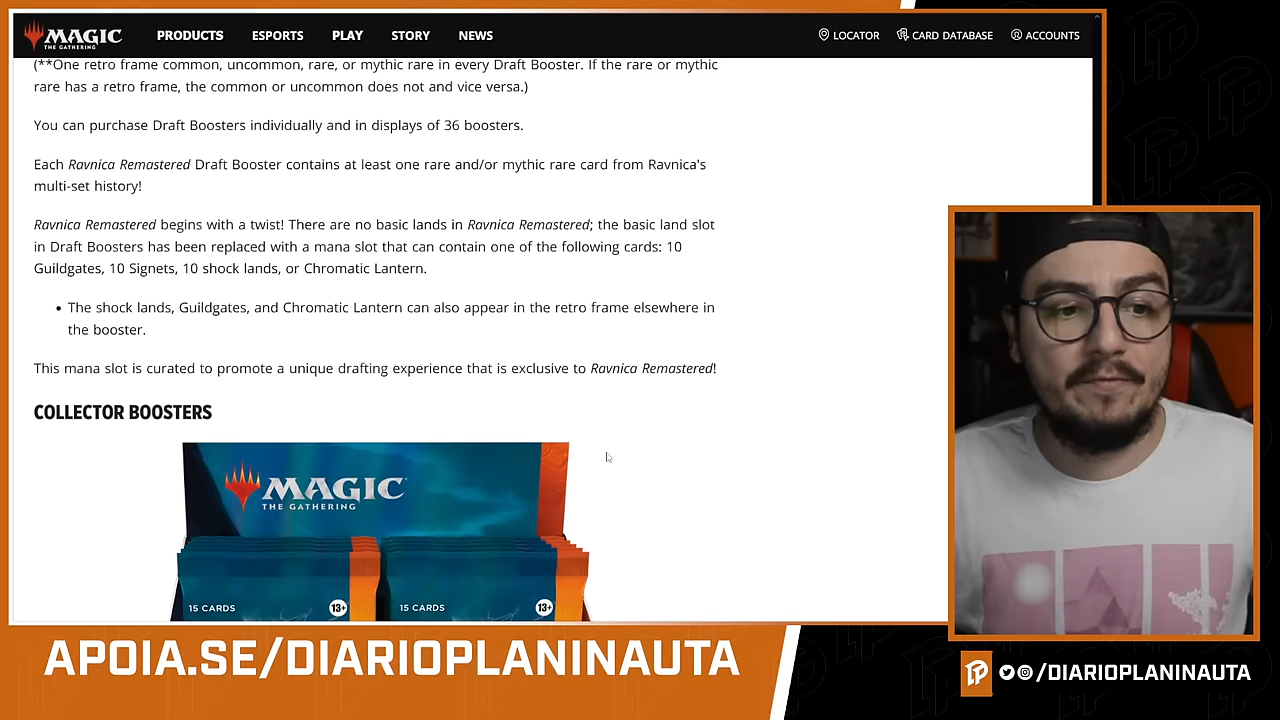 MAGIC
THE GATHERING
PRODUCTS ESPORTS PLAY STORY NEWS
LOCATOR CARD DATABASE ACCOUNTS
(**One retro frame common, uncommon, rare, or mythic rare in every Draft Booster. If the rare or mythic
rare has a retro frame, the common or uncommon does not and vice versa.)
You can purchase Draft Boosters individually and in displays of 36 boosters.
Each Ravnica Remastered Draft Booster contains at least one rare and/or mythic rare card from Ravnica's
multi-set history!
Ravnica Remastered begins with a twist! There are no basic lands in Ravnica Remastered; the basic land slot
in Draft Boosters has been replaced with a mana slot that can contain one of the following cards: 10
Guildgates, 10 Signets, 10 shock lands, or Chromatic Lantern.
• The shock lands, Guildgates, and Chromatic Lantern can also appear in the retro frame elsewhere in
the booster.
This mana slot is curated to promote a unique drafting experience that is exclusive to Ravnica Remastered!
COLLECTOR BOOSTERS
MAGIC
THE GATHERING
15 CARDS 13+ 15 CARDS 13+
APOIA.SE/DIARIOPLANINAUTA
/DIARIOPLANINAUTA